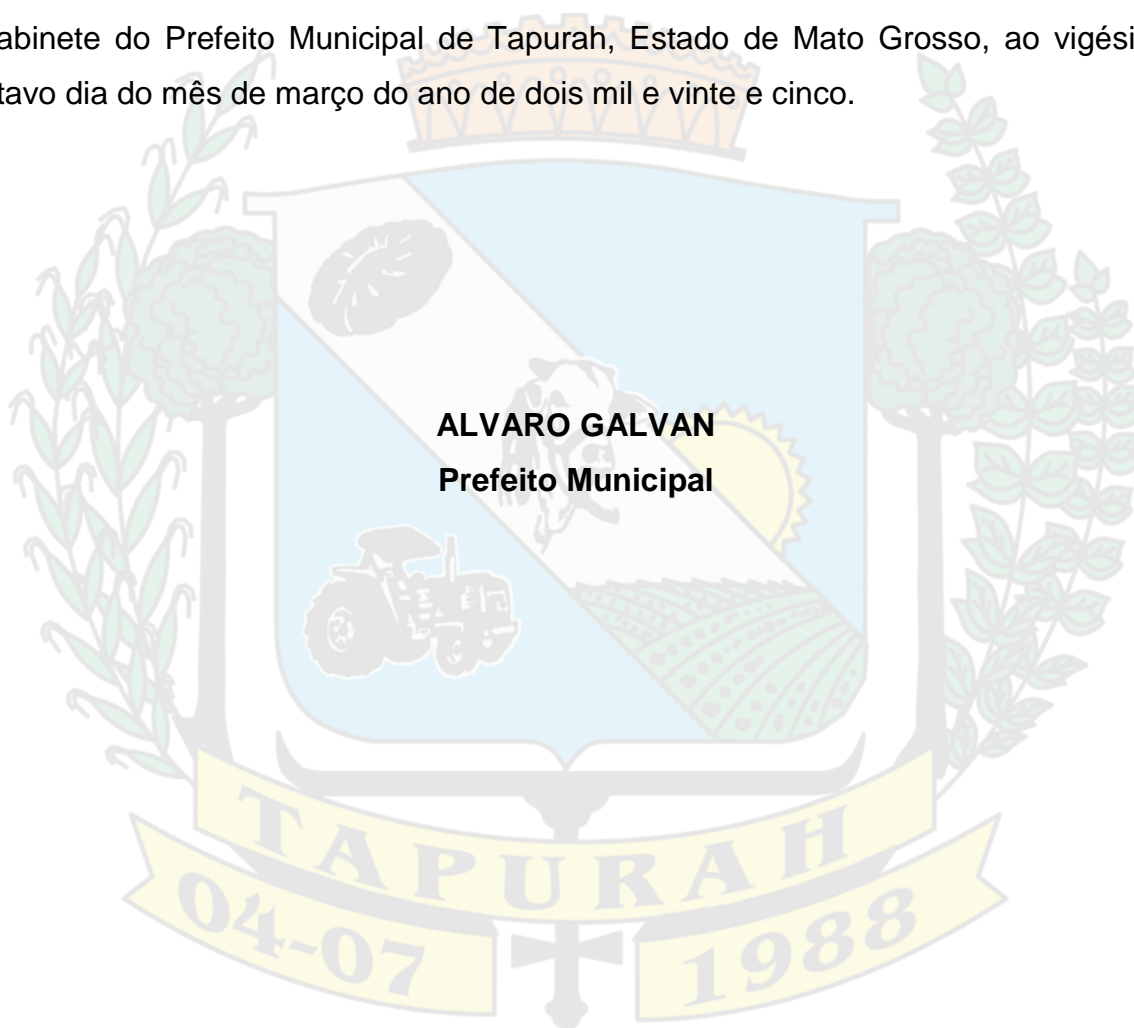 abinete do Prefeito Municipal de Tapurah, Estado de Mato Grosso, ao vigési
tavo dia do mês de março do ano de dois mil e vinte e cinco.
ALVARO GALVAN
Prefeito Municipal
TAPURAH
04-07 1988